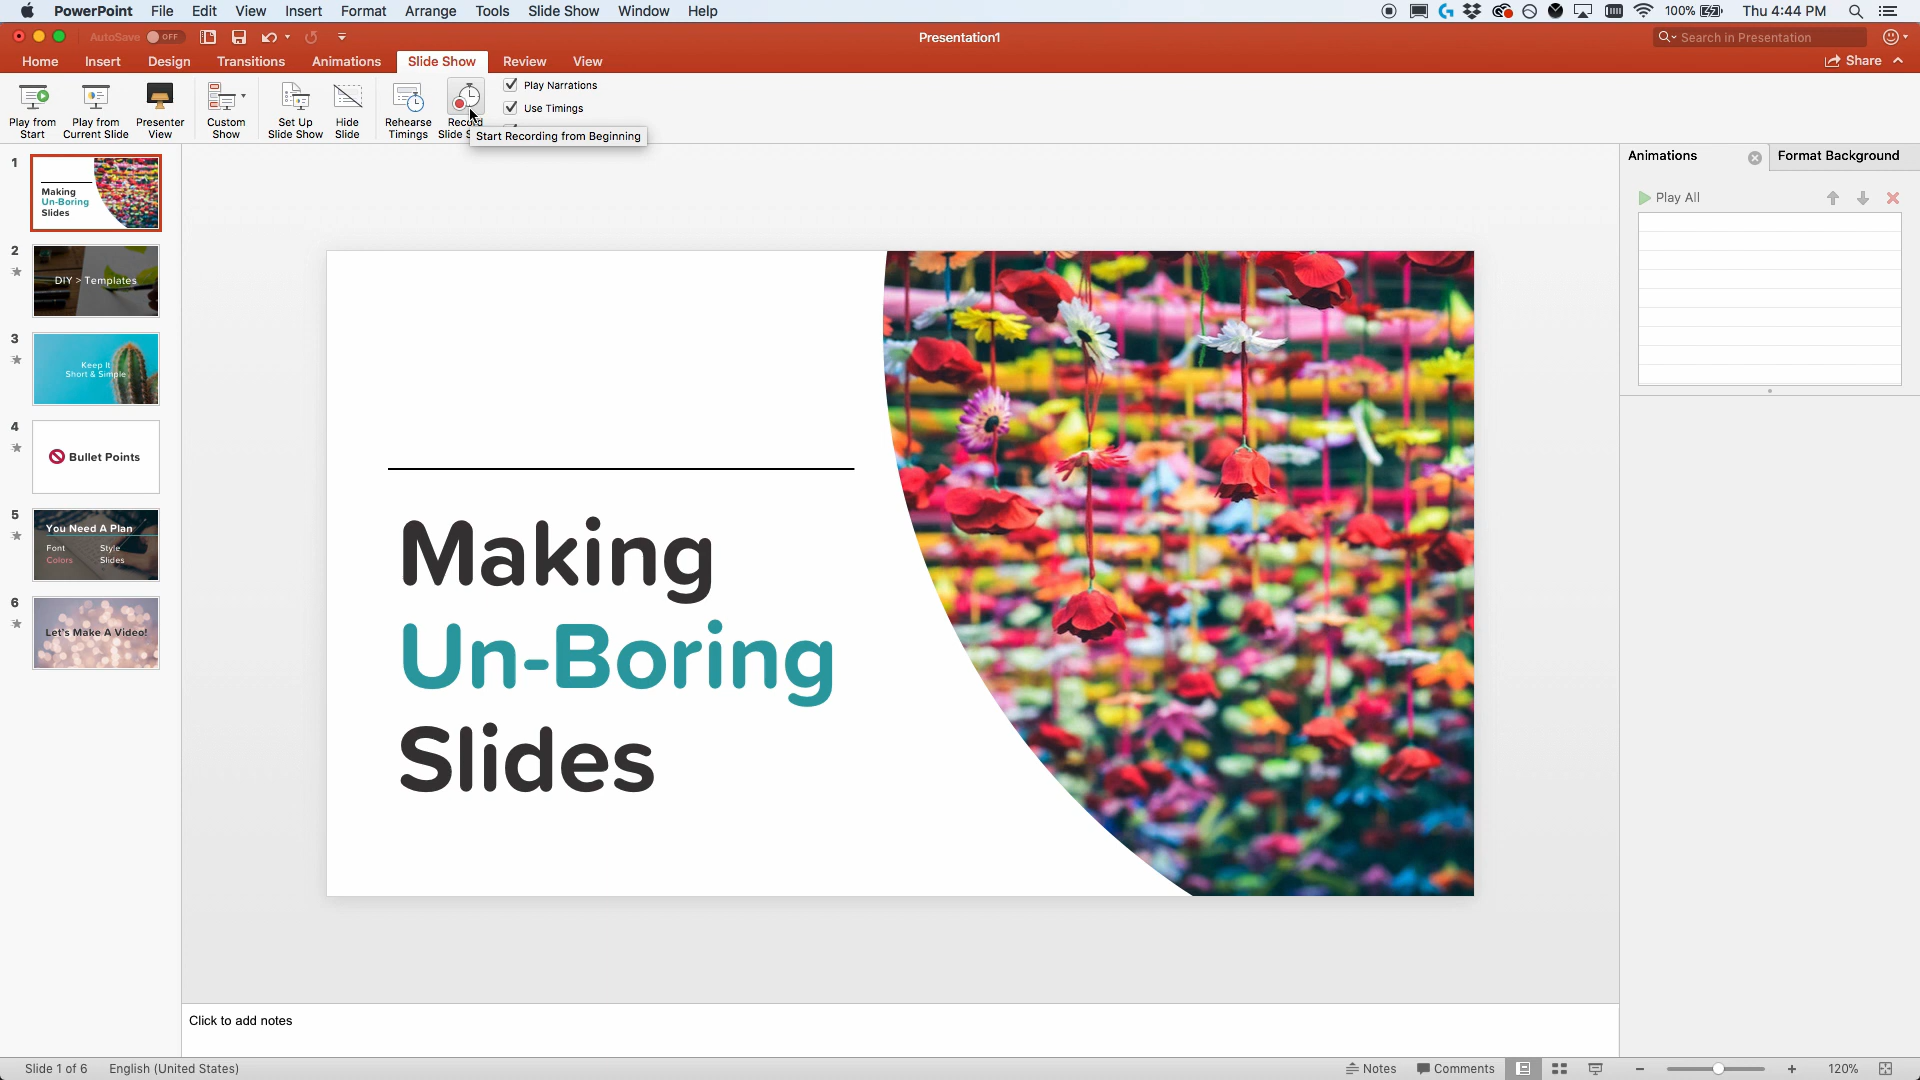 PowerPoint File Edit View Insert Format Arrange Tools Slide Show Window Help 100% Thu 4:44 PM
AutoSave OFF Presentation1 Search in Presentation
Home Insert Design Transitions Animations Slide Show Review View Share
Play from Start
Play from Current Slide
Presenter View
Custom Show
Set Up Slide Show
Hide Slide
Rehearse Timings
Record Slide S
Play Narrations
Use Timings
Start Recording from Beginning
1
Making
Un-Boring
Slides
2
DIY > Templates
3
Keep It
Short & Simple
4
Bullet Points
5
You Need A Plan
Font Style
Colors Slides
6
Let's Make A Video!
Making
Un-Boring
Slides
Animations Format Background
Play All
Click to add notes
Slide 1 of 6 English (United States) Notes Comments 120%